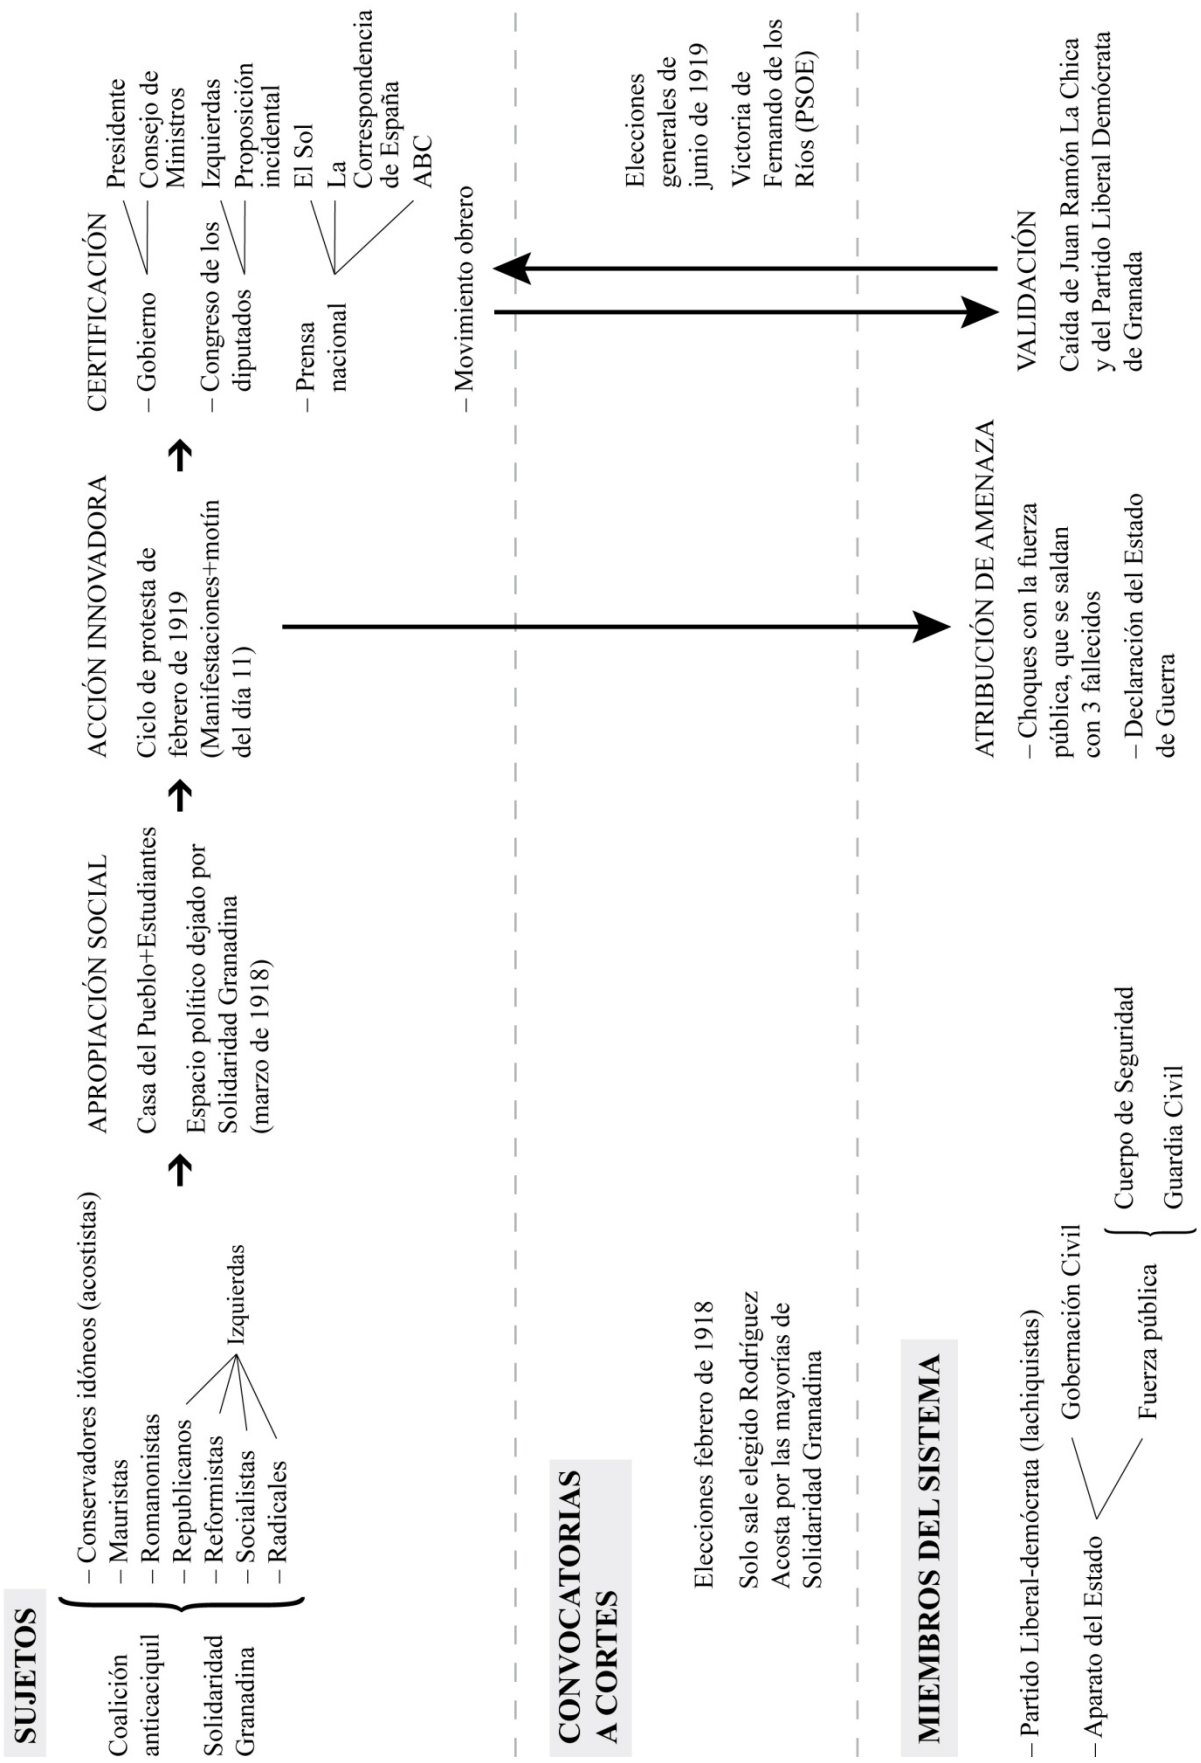 SUJETOS
Coalición
anticaciquil
Solidaridad
Granadina
– Conservadores idóneos (acostistas)
– Mauristas
– Romanonistas
– Republicanos
– Reformistas
– Socialistas
– Radicales
Izquierdas
APROPIACIÓN SOCIAL
Casa del Pueblo+Estudiantes
Espacio político dejado por
Solidaridad Granadina
(marzo de 1918)
ACCIÓN INNOVADORA
Ciclo de protesta de
febrero de 1919
(Manifestaciones+motín
del día 11)
CERTIFICACIÓN
– Gobierno
Presidente
Consejo de
Ministros
– Congreso de los
diputados
Izquierdas
Proposición
incidental
– Prensa
nacional
El Sol
La
Correspondencia
de España
ABC
– Movimiento obrero
CONVOCATORIAS
A CORTES
Elecciones febrero de 1918
Solo sale elegido Rodríguez
Acosta por las mayorías de
Solidaridad Granadina
Elecciones
generales de
junio de 1919
Victoria de
Fernando de los
Ríos (PSOE)
MIEMBROS DEL SISTEMA
– Partido Liberal-demócrata (lachiquistas)
– Aparato del Estado
Gobernación Civil
Fuerza pública
Cuerpo de Seguridad
Guardia Civil
ATRIBUCIÓN DE AMENAZA
– Choques con la fuerza
pública, que se saldan
con 3 fallecidos
– Declaración del Estado
de Guerra
VALIDACIÓN
Caída de Juan Ramón La Chica
y del Partido Liberal Demócrata
de Granada